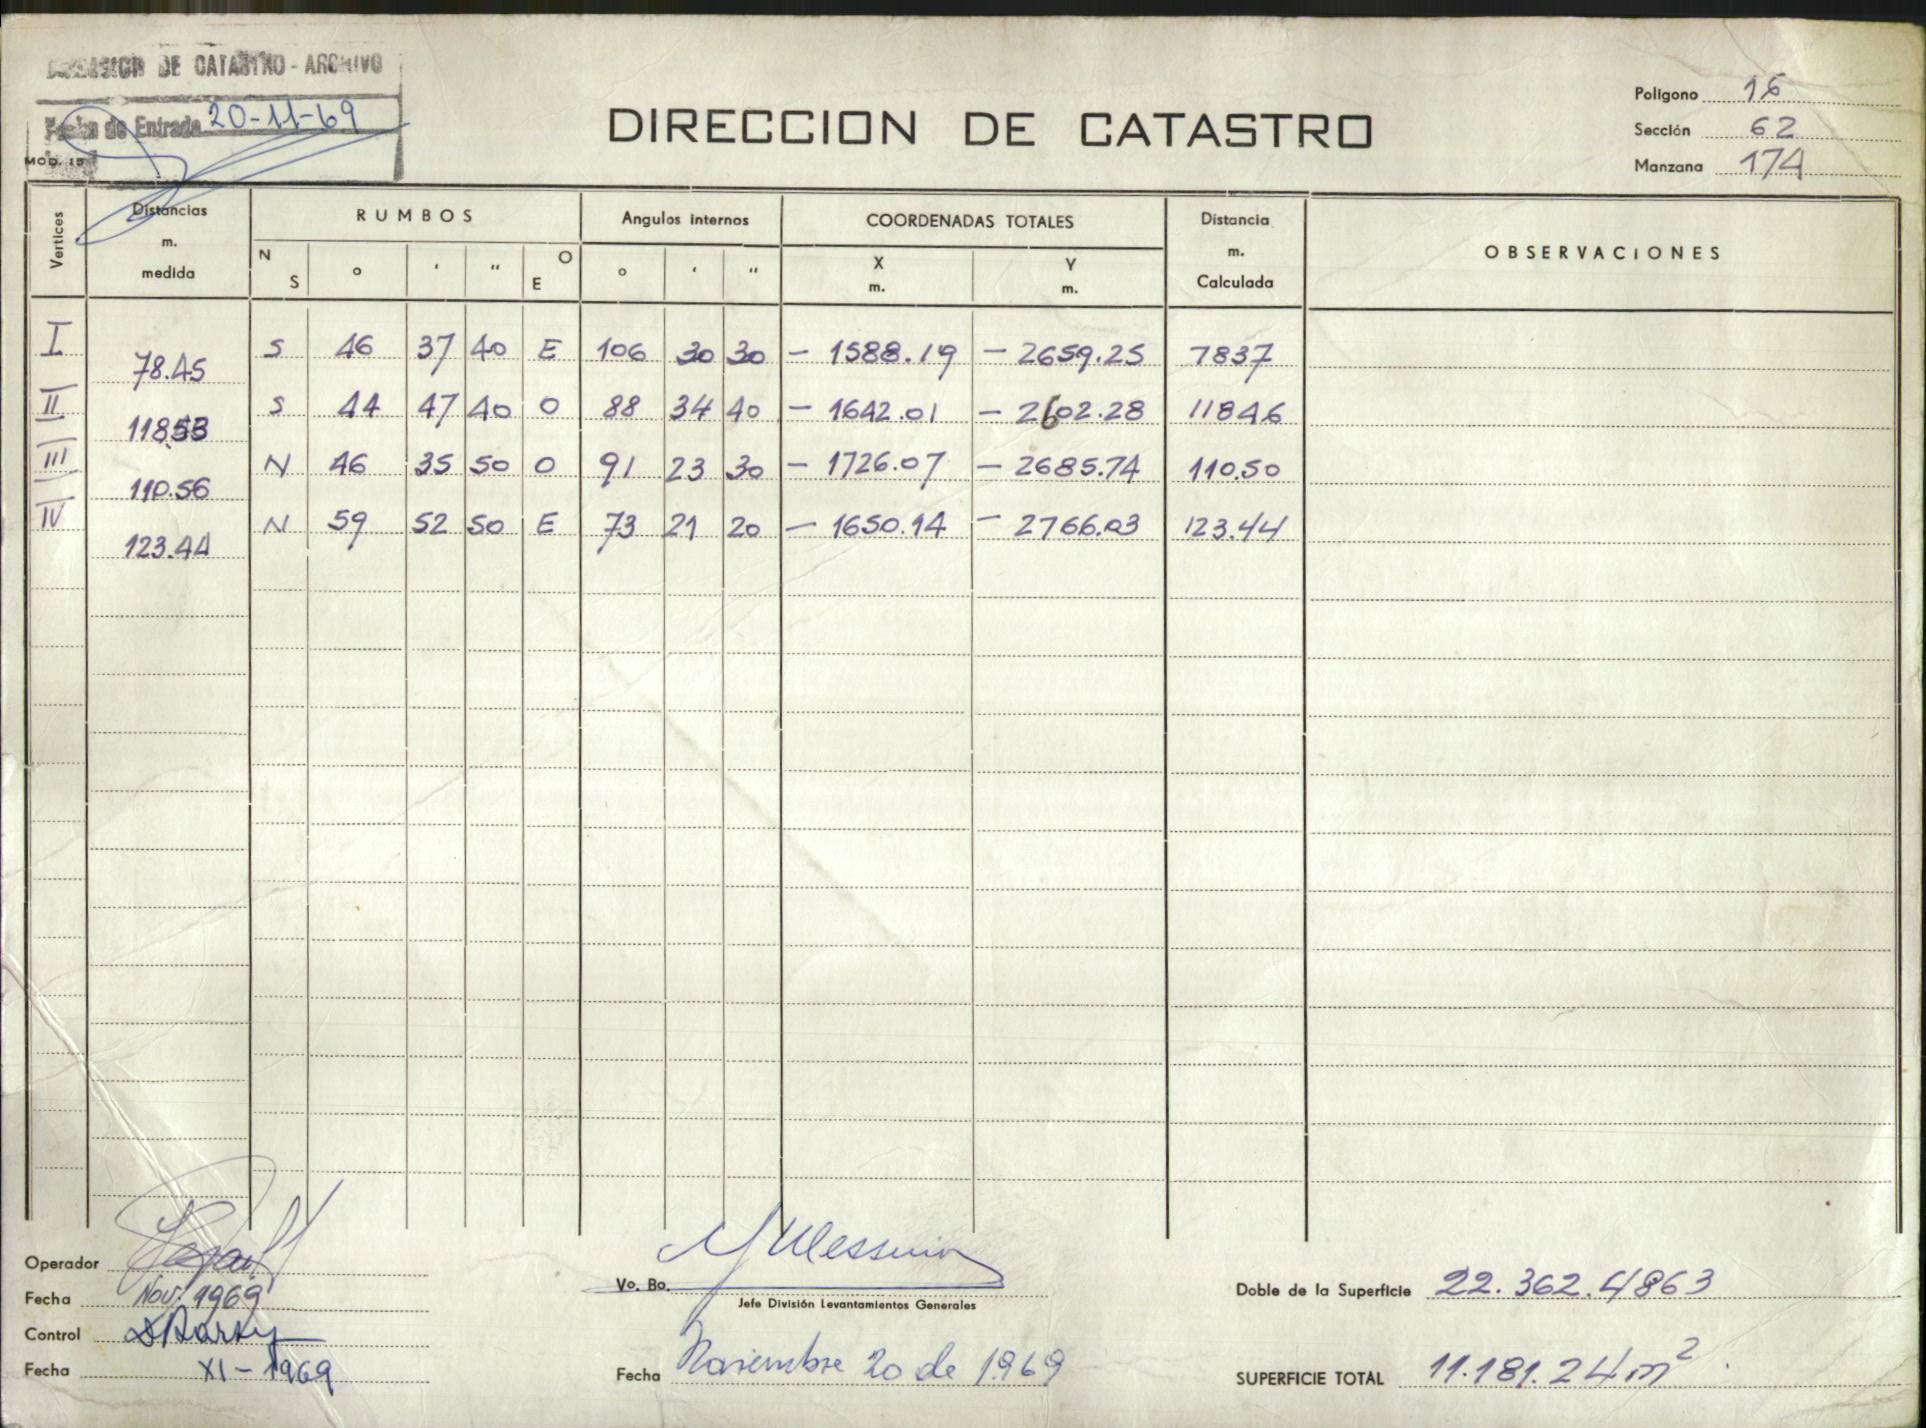 DIVISION DE CATASTRO - ARCHIVO
Fecha de Entrada 20-11-69
MOD. 15
DIRECCION DE CATASTRO
Poligono 16
Sección 62
Manzana 174
Vertices
Distancias
m.
medida
RUMBOS
N
S
o
'
"
O
E
Angulos internos
o
'
"
COORDENADAS TOTALES
X
m.
Y
m.
Distancia
m.
Calculada
OBSERVACIONES
I 78.45 S 46 37 40 E 106 30 30 - 1588.19 - 2659.25 7837
II 118.53 S 44 47 40 O 88 34 40 - 1642.01 - 2602.28 11846
III 110.56 N 46 35 50 O 91 23 30 - 1726.07 - 2685.74 110.50
IV 123.44 N 59 52 50 E 73 21 20 - 1650.14 - 2766.03 123.44
Operador
Fecha Nov. 1969
Control
Fecha XI - 1969
Vo. Bo.
Jefe División Levantamientos Generales
Fecha Noviembre 20 de 1969
Doble de la Superficie 22.362.4863
SUPERFICIE TOTAL 11.181.24 m²